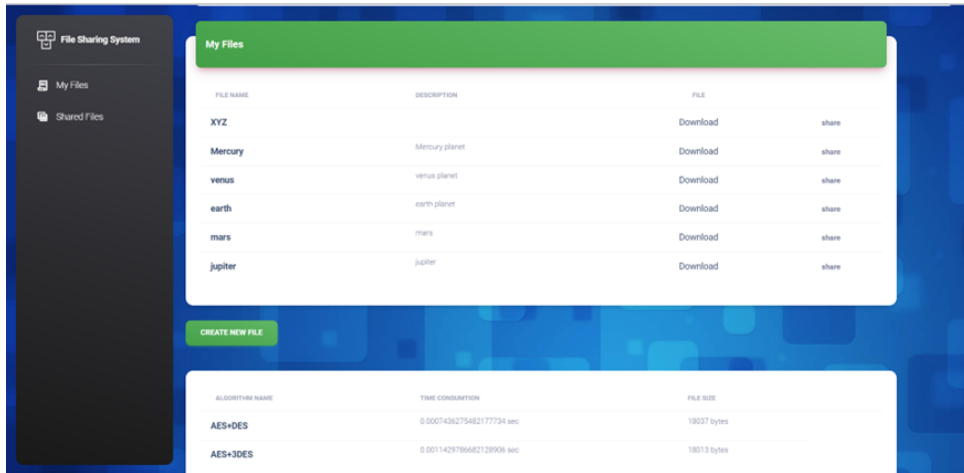 File Sharing System
My Files
Shared Files
My Files
FILE NAME DESCRIPTION FILE
XYZ Download share
Mercury Mercury planet Download share
venus venus planet Download share
earth earth planet Download share
mars mars Download share
jupiter jupiter Download share
CREATE NEW FILE
ALGORITHM NAME TIME CONSUMTION FILE SIZE
AES+DES 0.0007436275482177734 sec 18037 bytes
AES+3DES 0.0011429786682128906 sec 18013 bytes